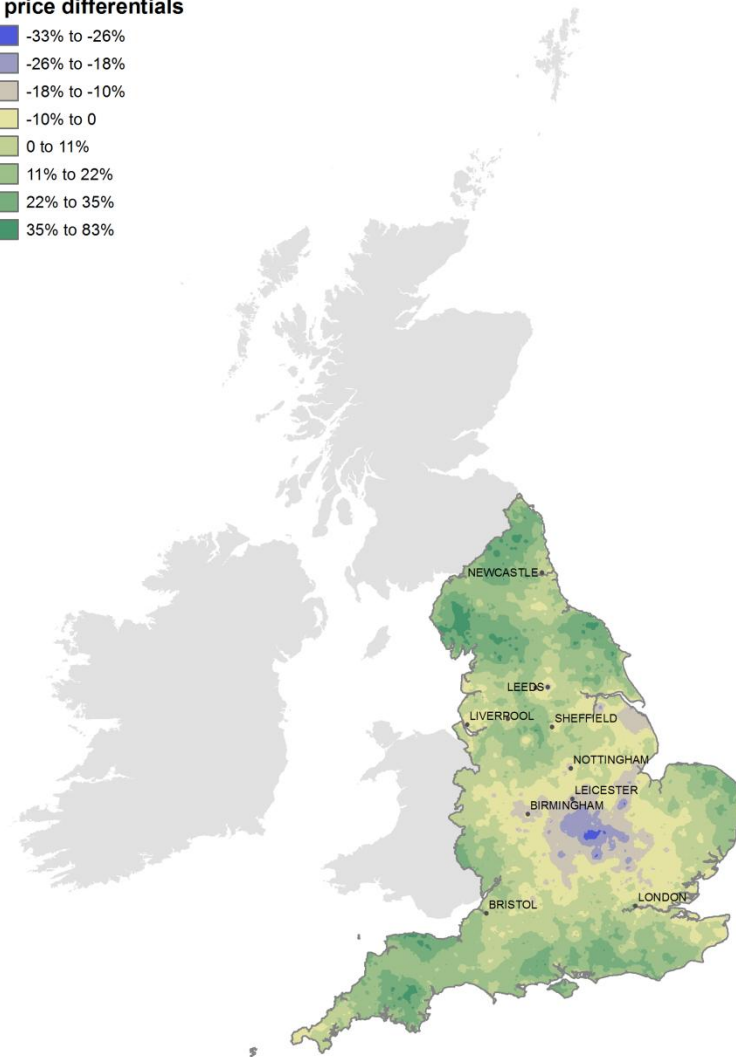 price differentials
-33% to -26%
-26% to -18%
-18% to -10%
-10% to 0
0 to 11%
11% to 22%
22% to 35%
35% to 83%
NEWCASTLE
LEEDS
LIVERPOOL
SHEFFIELD
NOTTINGHAM
LEICESTER
BIRMINGHAM
LONDON
BRISTOL